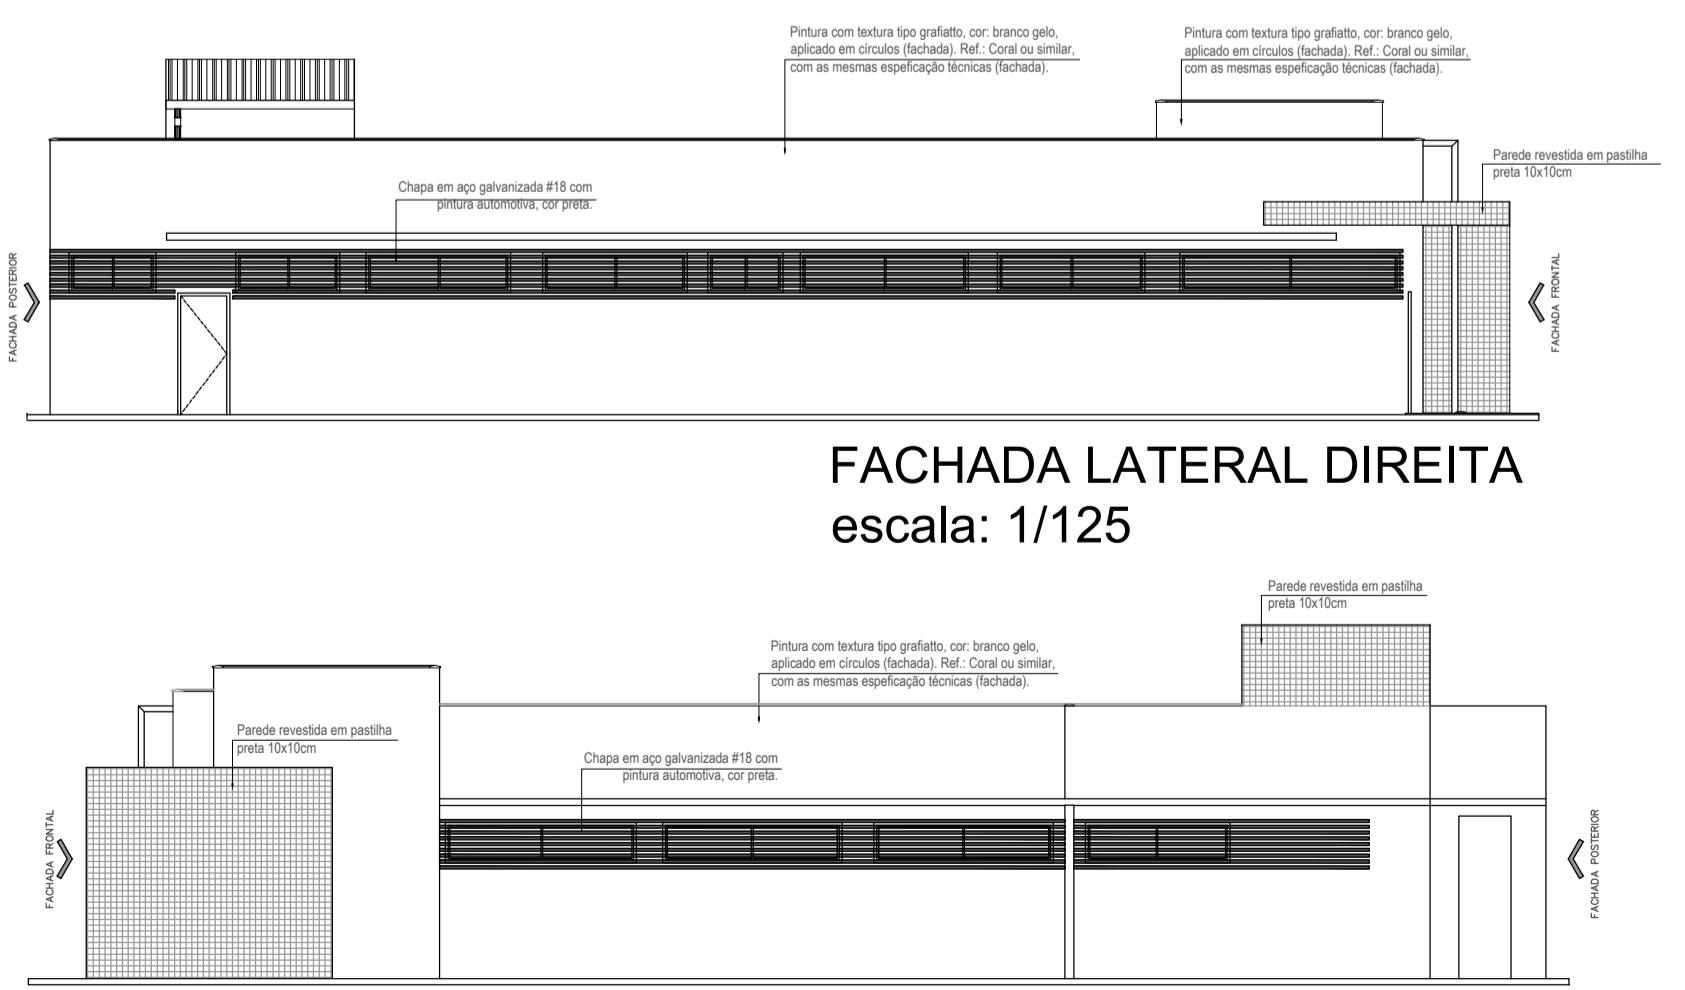 Pintura com textura tipo grafiatto, cor: branco gelo,
aplicado em círculos (fachada). Ref.: Coral ou similar,
com as mesmas espeficação técnicas (fachada).
Pintura com textura tipo grafiatto, cor: branco gelo,
aplicado em círculos (fachada). Ref.: Coral ou similar,
com as mesmas espeficação técnicas (fachada).
Parede revestida em pastilha
preta 10x10cm
Chapa em aço galvanizada #18 com
pintura automotiva, cor preta.
FACHADA POSTERIOR
FACHADA FRONTAL
FACHADA LATERAL DIREITA
escala: 1/125
Parede revestida em pastilha
preta 10x10cm
Pintura com textura tipo grafiatto, cor: branco gelo,
aplicado em círculos (fachada). Ref.: Coral ou similar,
com as mesmas espeficação técnicas (fachada).
Parede revestida em pastilha
preta 10x10cm
Chapa em aço galvanizada #18 com
pintura automotiva, cor preta.
FACHADA FRONTAL
FACHADA POSTERIOR